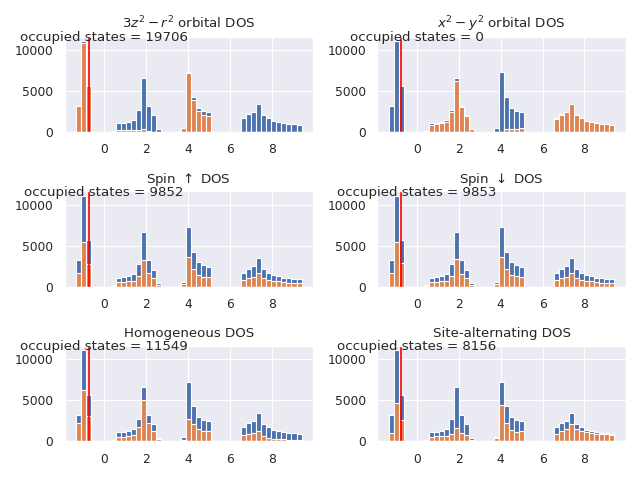 3z² − r² orbital DOS
occupied states = 19706
10000
5000
0
0 2 4 6 8
x² − y² orbital DOS
occupied states = 0
10000
5000
0
0 2 4 6 8
Spin ↑ DOS
occupied states = 9852
10000
5000
0
0 2 4 6 8
Spin ↓ DOS
occupied states = 9853
10000
5000
0
0 2 4 6 8
Homogeneous DOS
occupied states = 11549
10000
5000
0
0 2 4 6 8
Site-alternating DOS
occupied states = 8156
10000
5000
0
0 2 4 6 8